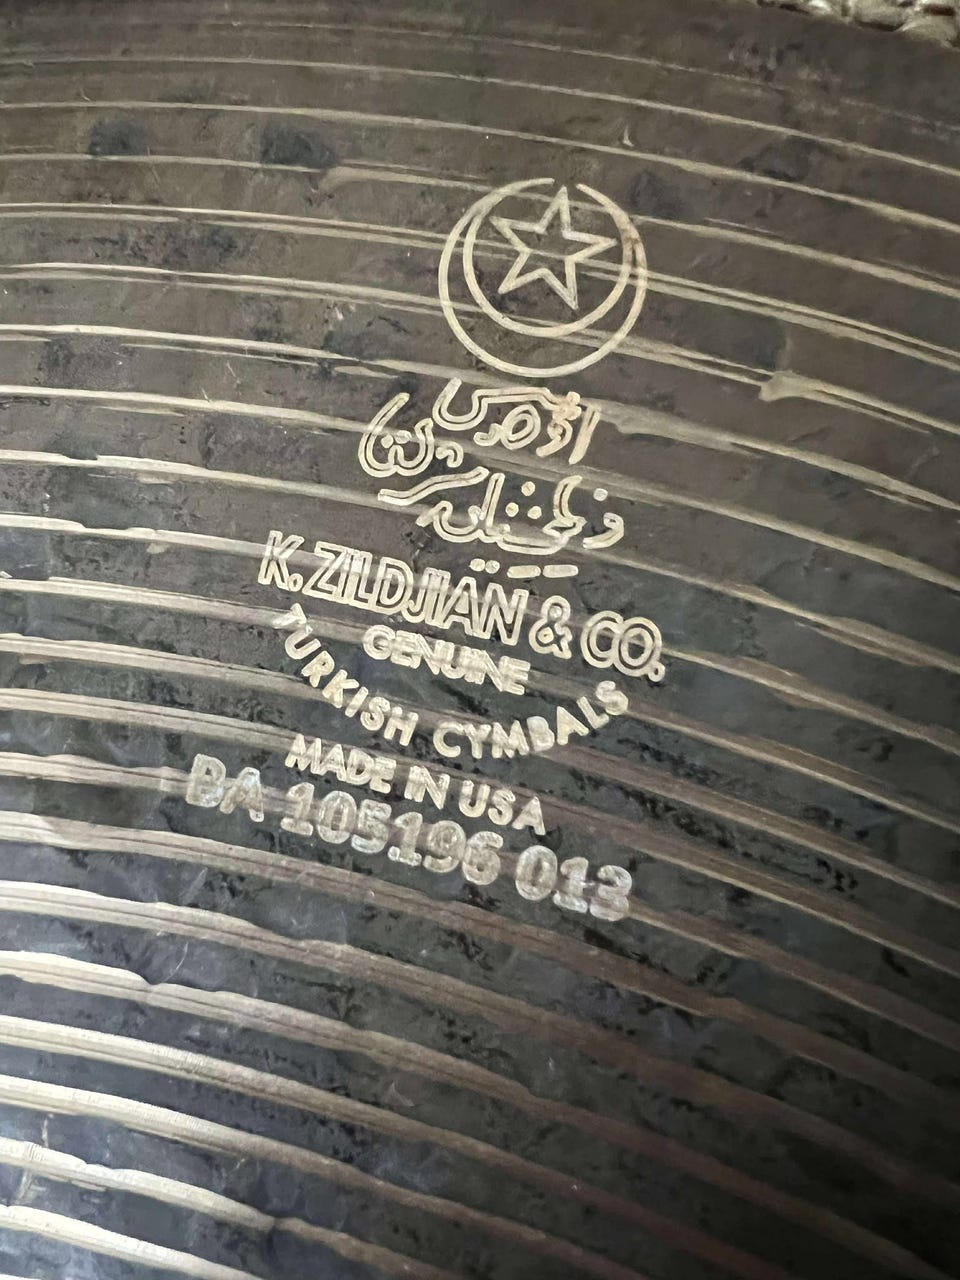 K. ZILDJIAN & CO.
GENUINE
TURKISH CYMBALS
MADE IN USA
BA 105196 013